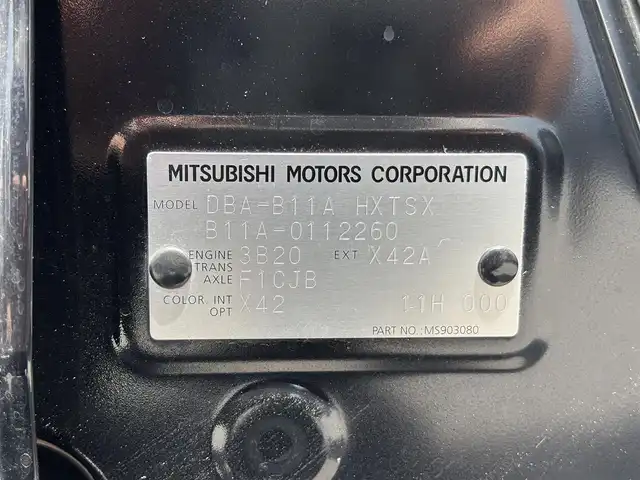 MITSUBISHI MOTORS CORPORATION
MODEL DBA-B11A HXTSX
B11A-0112260
ENGINE 3B20 EXT X42A
TRANS
AXLE F1CJB
COLOR INT X42 11H 000
OPT
PART NO.:MS903080